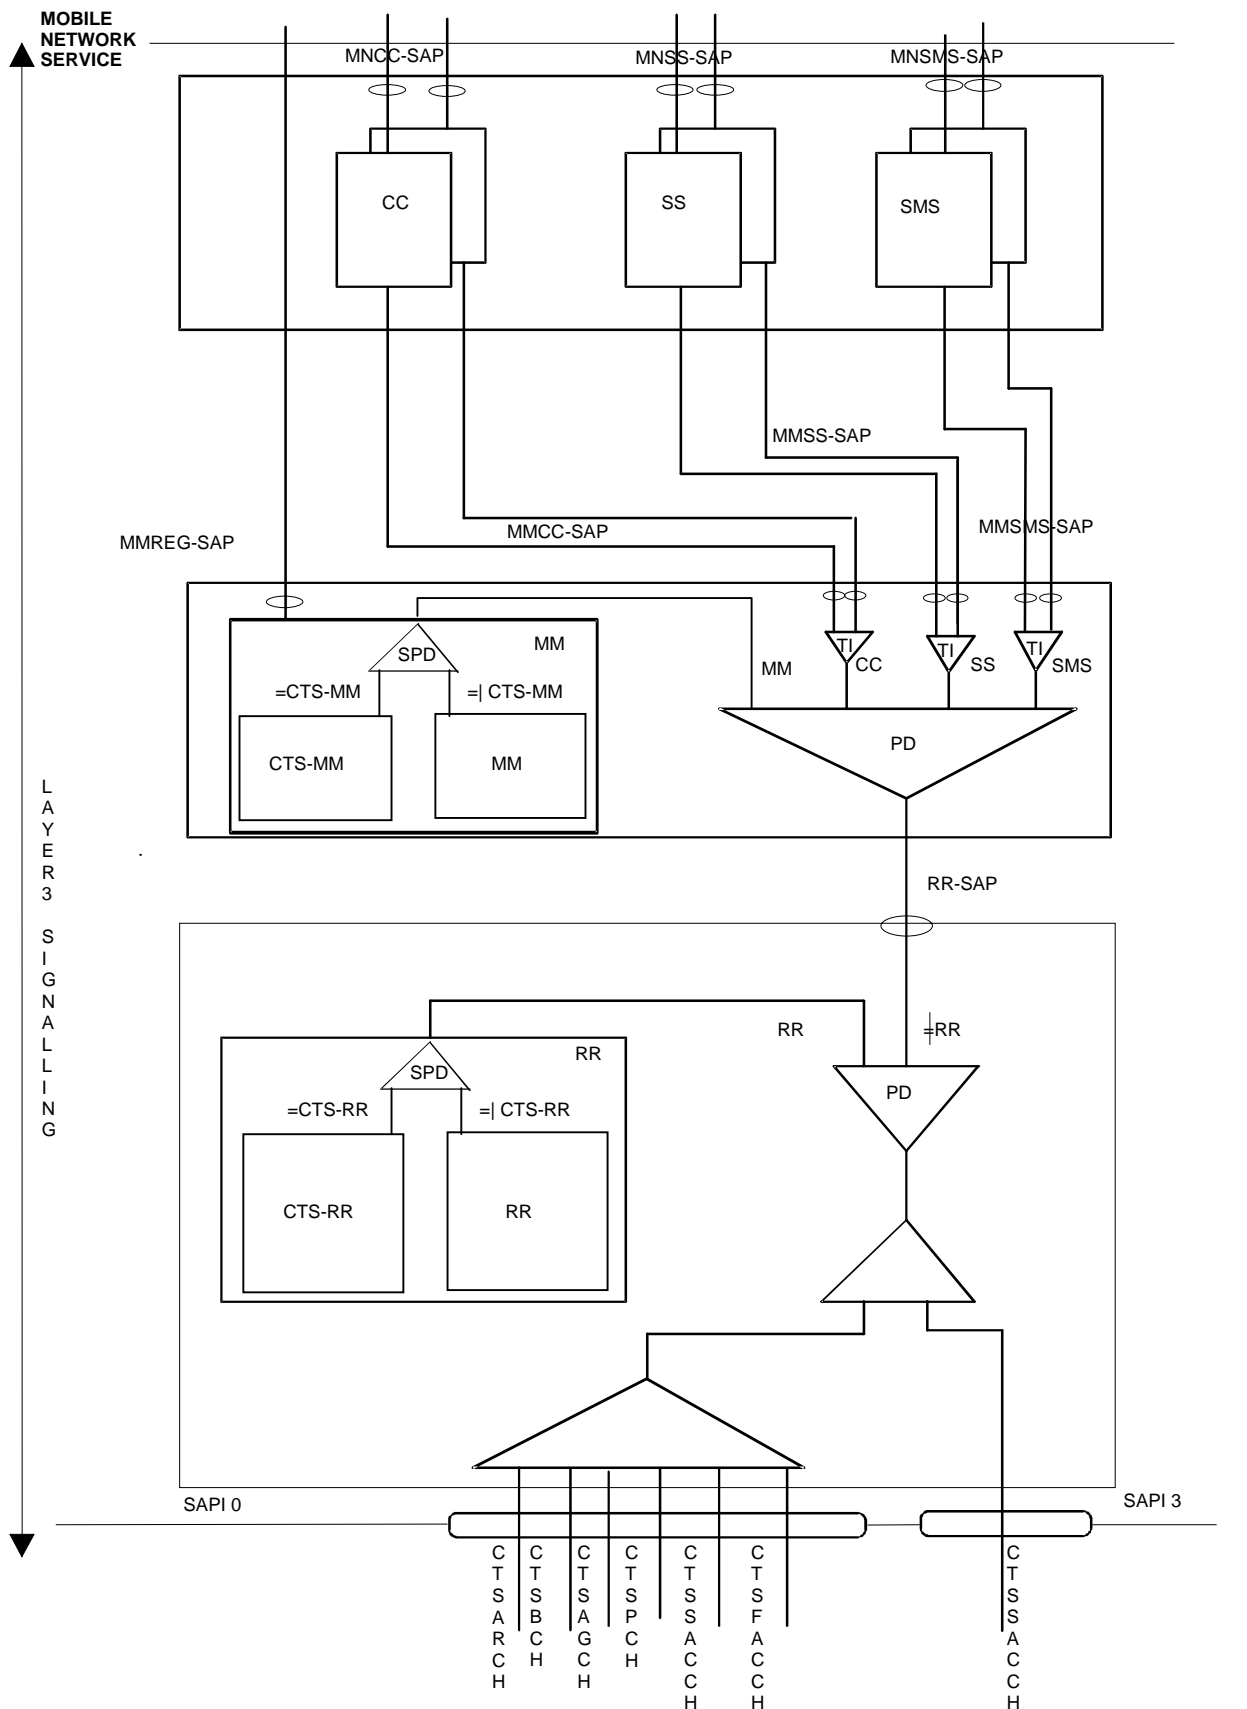 MOBILE
NETWORK
SERVICE
MNCC-SAP
MNSS-SAP
MNSMS-SAP
CC
SS
SMS
MMSS-SAP
MMCC-SAP
MMSMS-SAP
MMREG-SAP
SPD
MM
=CTS-MM
=| CTS-MM
CTS-MM
MM
MM
TI
CC
TI
SS
TI
SMS
PD
LAYER3 SIGNALLING
RR-SAP
RR
=|RR
SPD
RR
=CTS-RR
=| CTS-RR
CTS-RR
RR
PD
SAPI 0
SAPI 3
CTSARCH
CTSBCH
CTSAGCH
CTSPCH
CTSSACCH
CTSFACCH
CTSSACCH